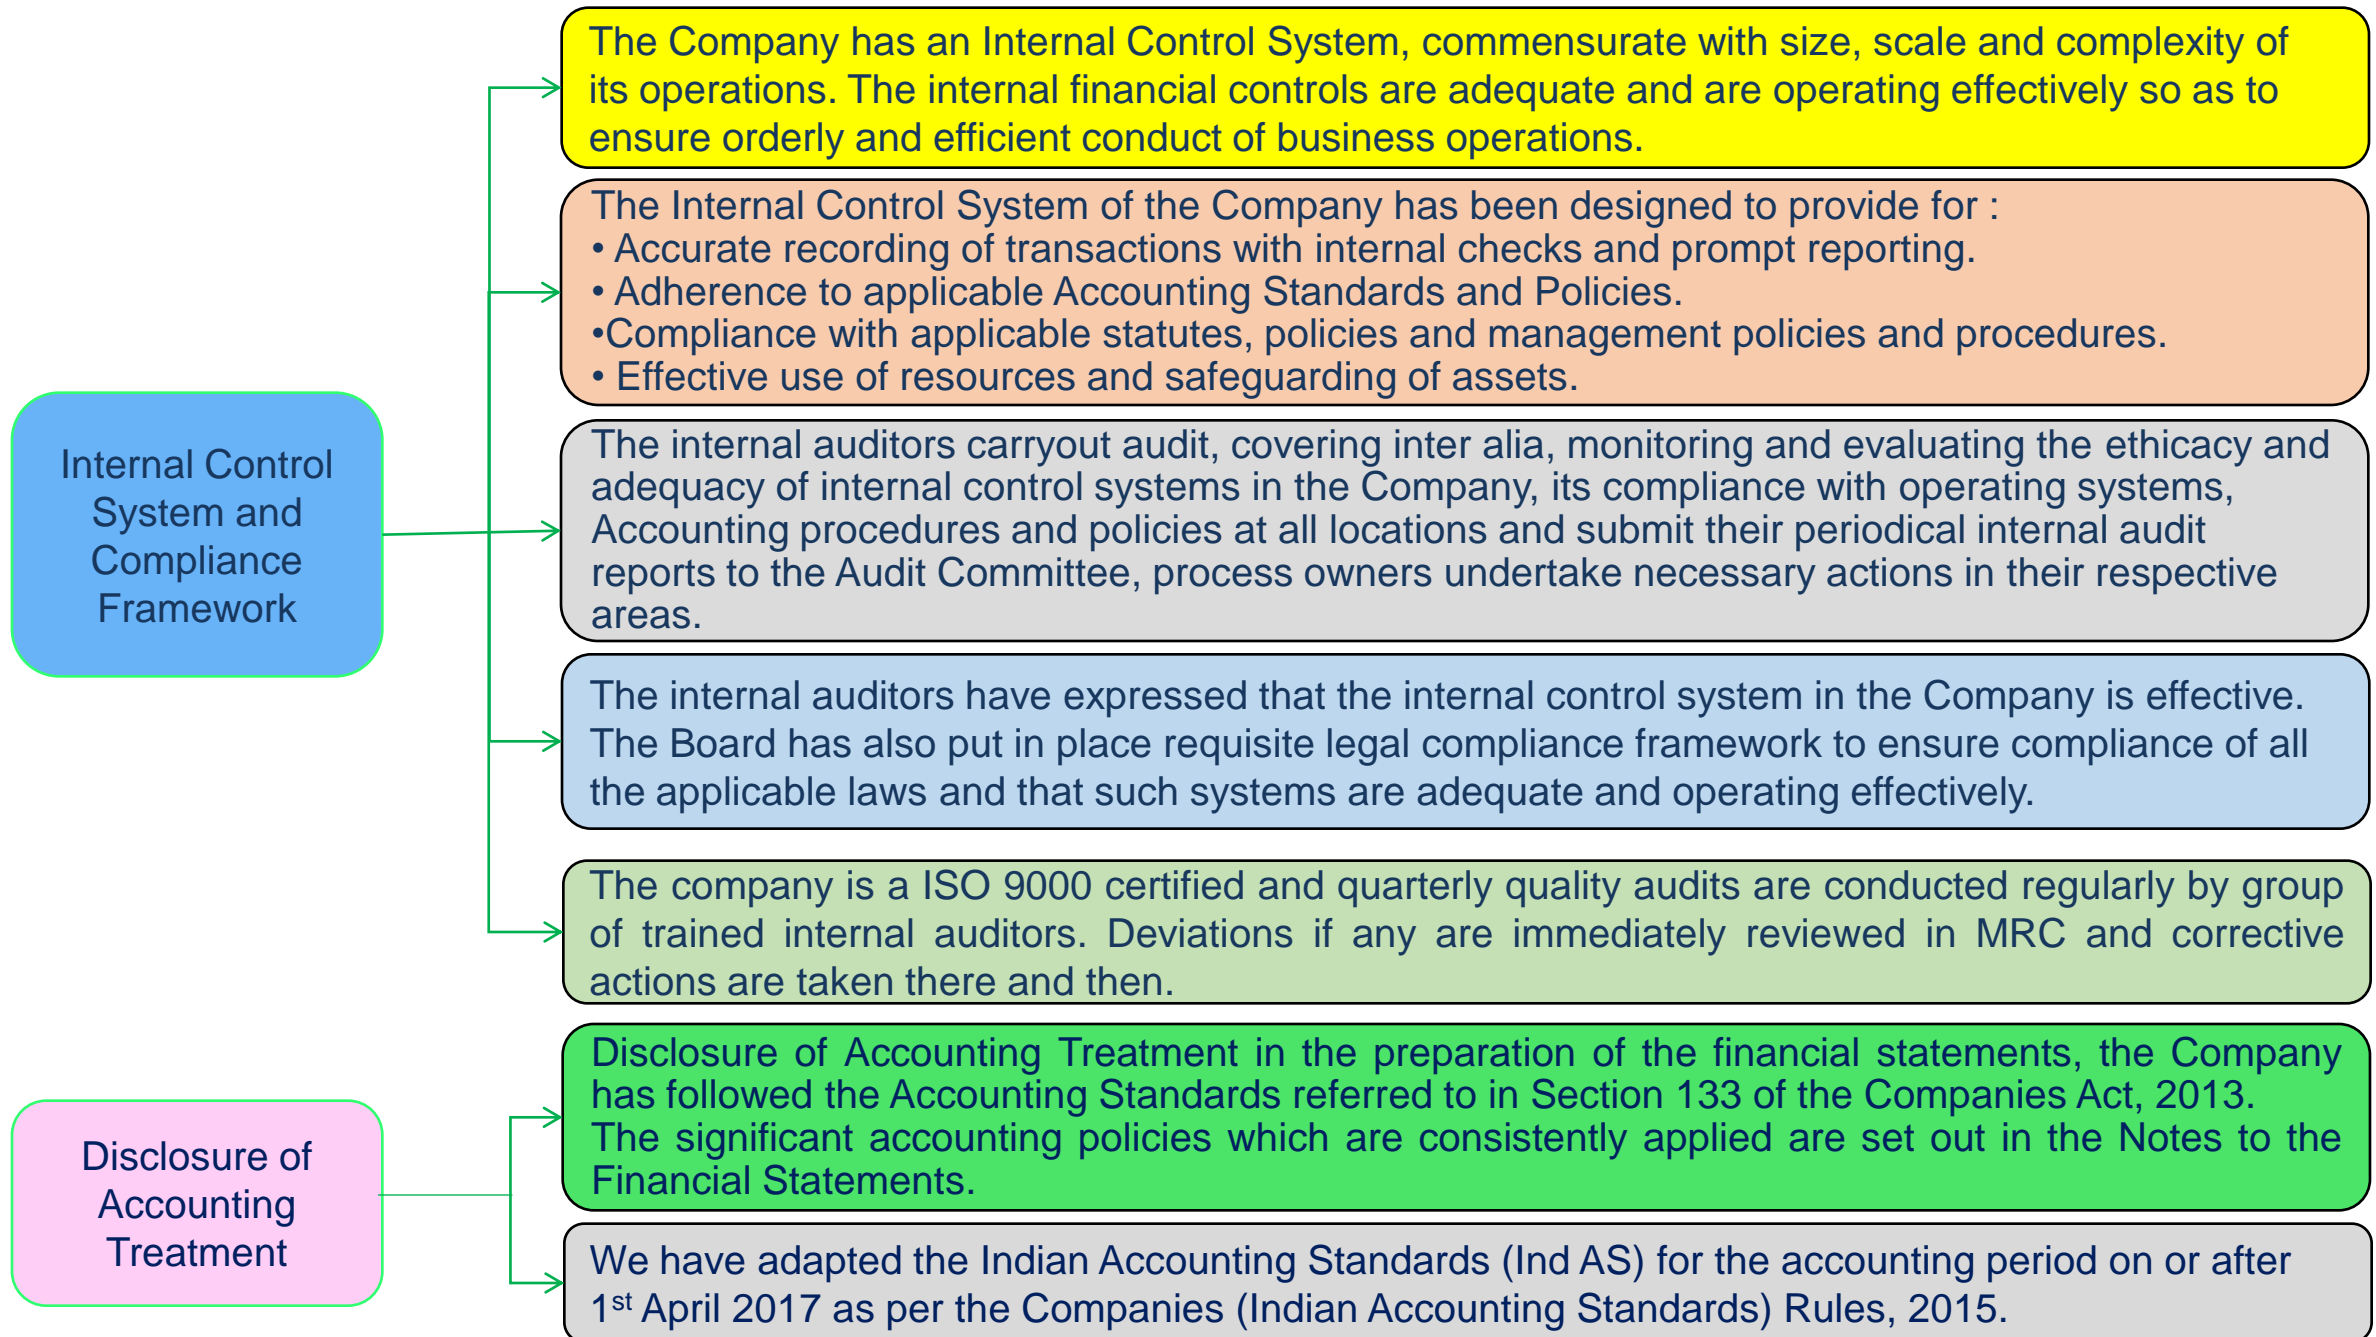 The Company has an Internal Control System, commensurate with size, scale and complexity of
its operations. The internal financial controls are adequate and are operating effectively so as to
ensure orderly and efficient conduct of business operations.
The Internal Control System of the Company has been designed to provide for :
• Accurate recording of transactions with internal checks and prompt reporting.
• Adherence to applicable Accounting Standards and Policies.
•Compliance with applicable statutes, policies and management policies and procedures.
• Effective use of resources and safeguarding of assets.
Internal Control
System and
Compliance
Framework
The internal auditors carryout audit, covering inter alia, monitoring and evaluating the ethicacy and
adequacy of internal control systems in the Company, its compliance with operating systems,
Accounting procedures and policies at all locations and submit their periodical internal audit
reports to the Audit Committee, process owners undertake necessary actions in their respective
areas.
The internal auditors have expressed that the internal control system in the Company is effective.
The Board has also put in place requisite legal compliance framework to ensure compliance of all
the applicable laws and that such systems are adequate and operating effectively.
The company is a ISO 9000 certified and quarterly quality audits are conducted regularly by group
of trained internal auditors. Deviations if any are immediately reviewed in MRC and corrective
actions are taken there and then.
Disclosure of
Accounting
Treatment
Disclosure of Accounting Treatment in the preparation of the financial statements, the Company
has followed the Accounting Standards referred to in Section 133 of the Companies Act, 2013.
The significant accounting policies which are consistently applied are set out in the Notes to the
Financial Statements.
We have adapted the Indian Accounting Standards (Ind AS) for the accounting period on or after
1st April 2017 as per the Companies (Indian Accounting Standards) Rules, 2015.